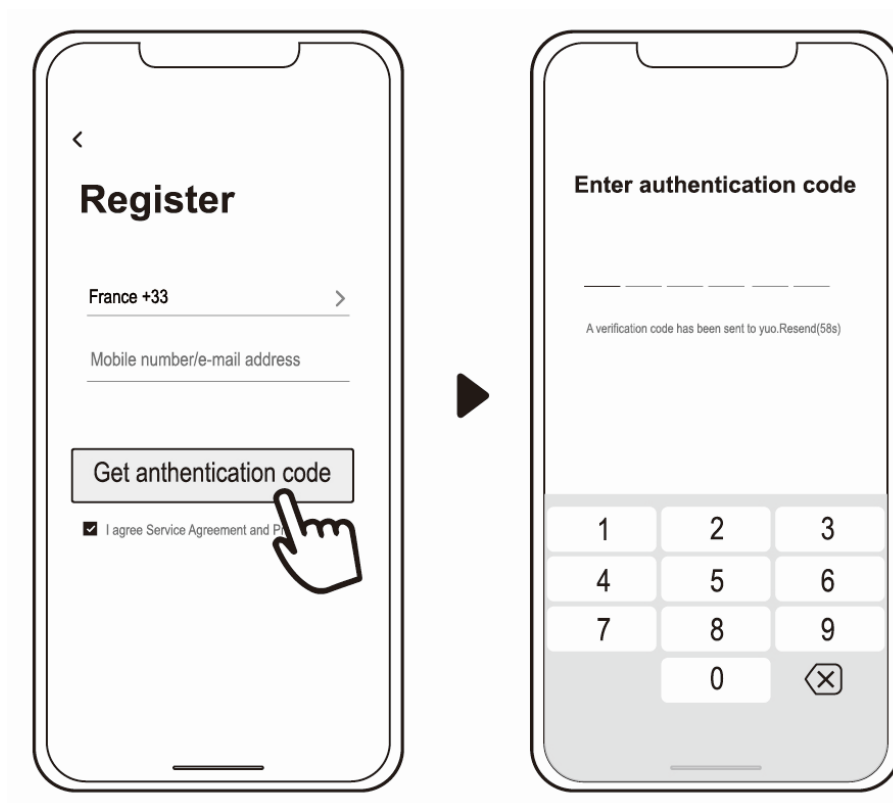 Register
France +33
Mobile number/e-mail address
Get anthentication code
I agree Service Agreement and
Enter authentication code
A verification code has been sent to yuo.Resend(58s)
1 2 3
4 5 6
7 8 9
0